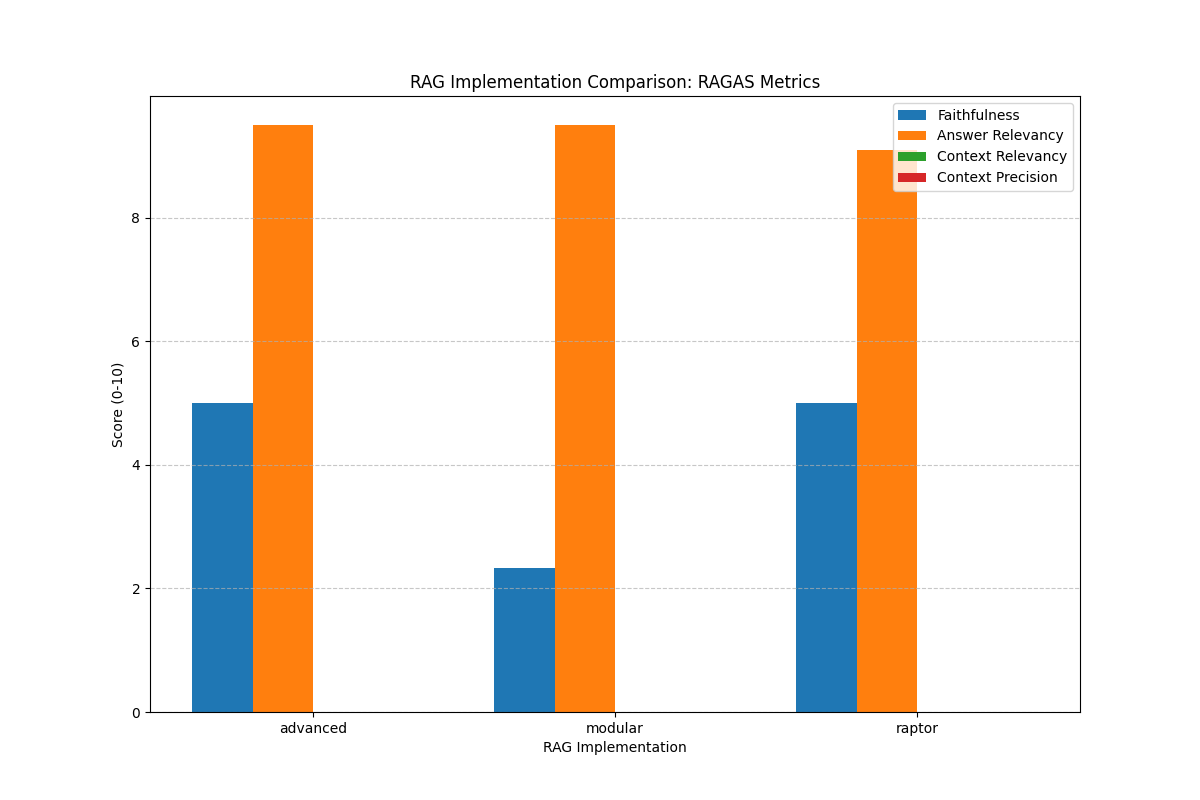 RAG Implementation Comparison: RAGAS Metrics
Faithfulness
Answer Relevancy
Context Relevancy
Context Precision
Score (0-10)
8
6
4
2
0
advanced
modular
raptor
RAG Implementation